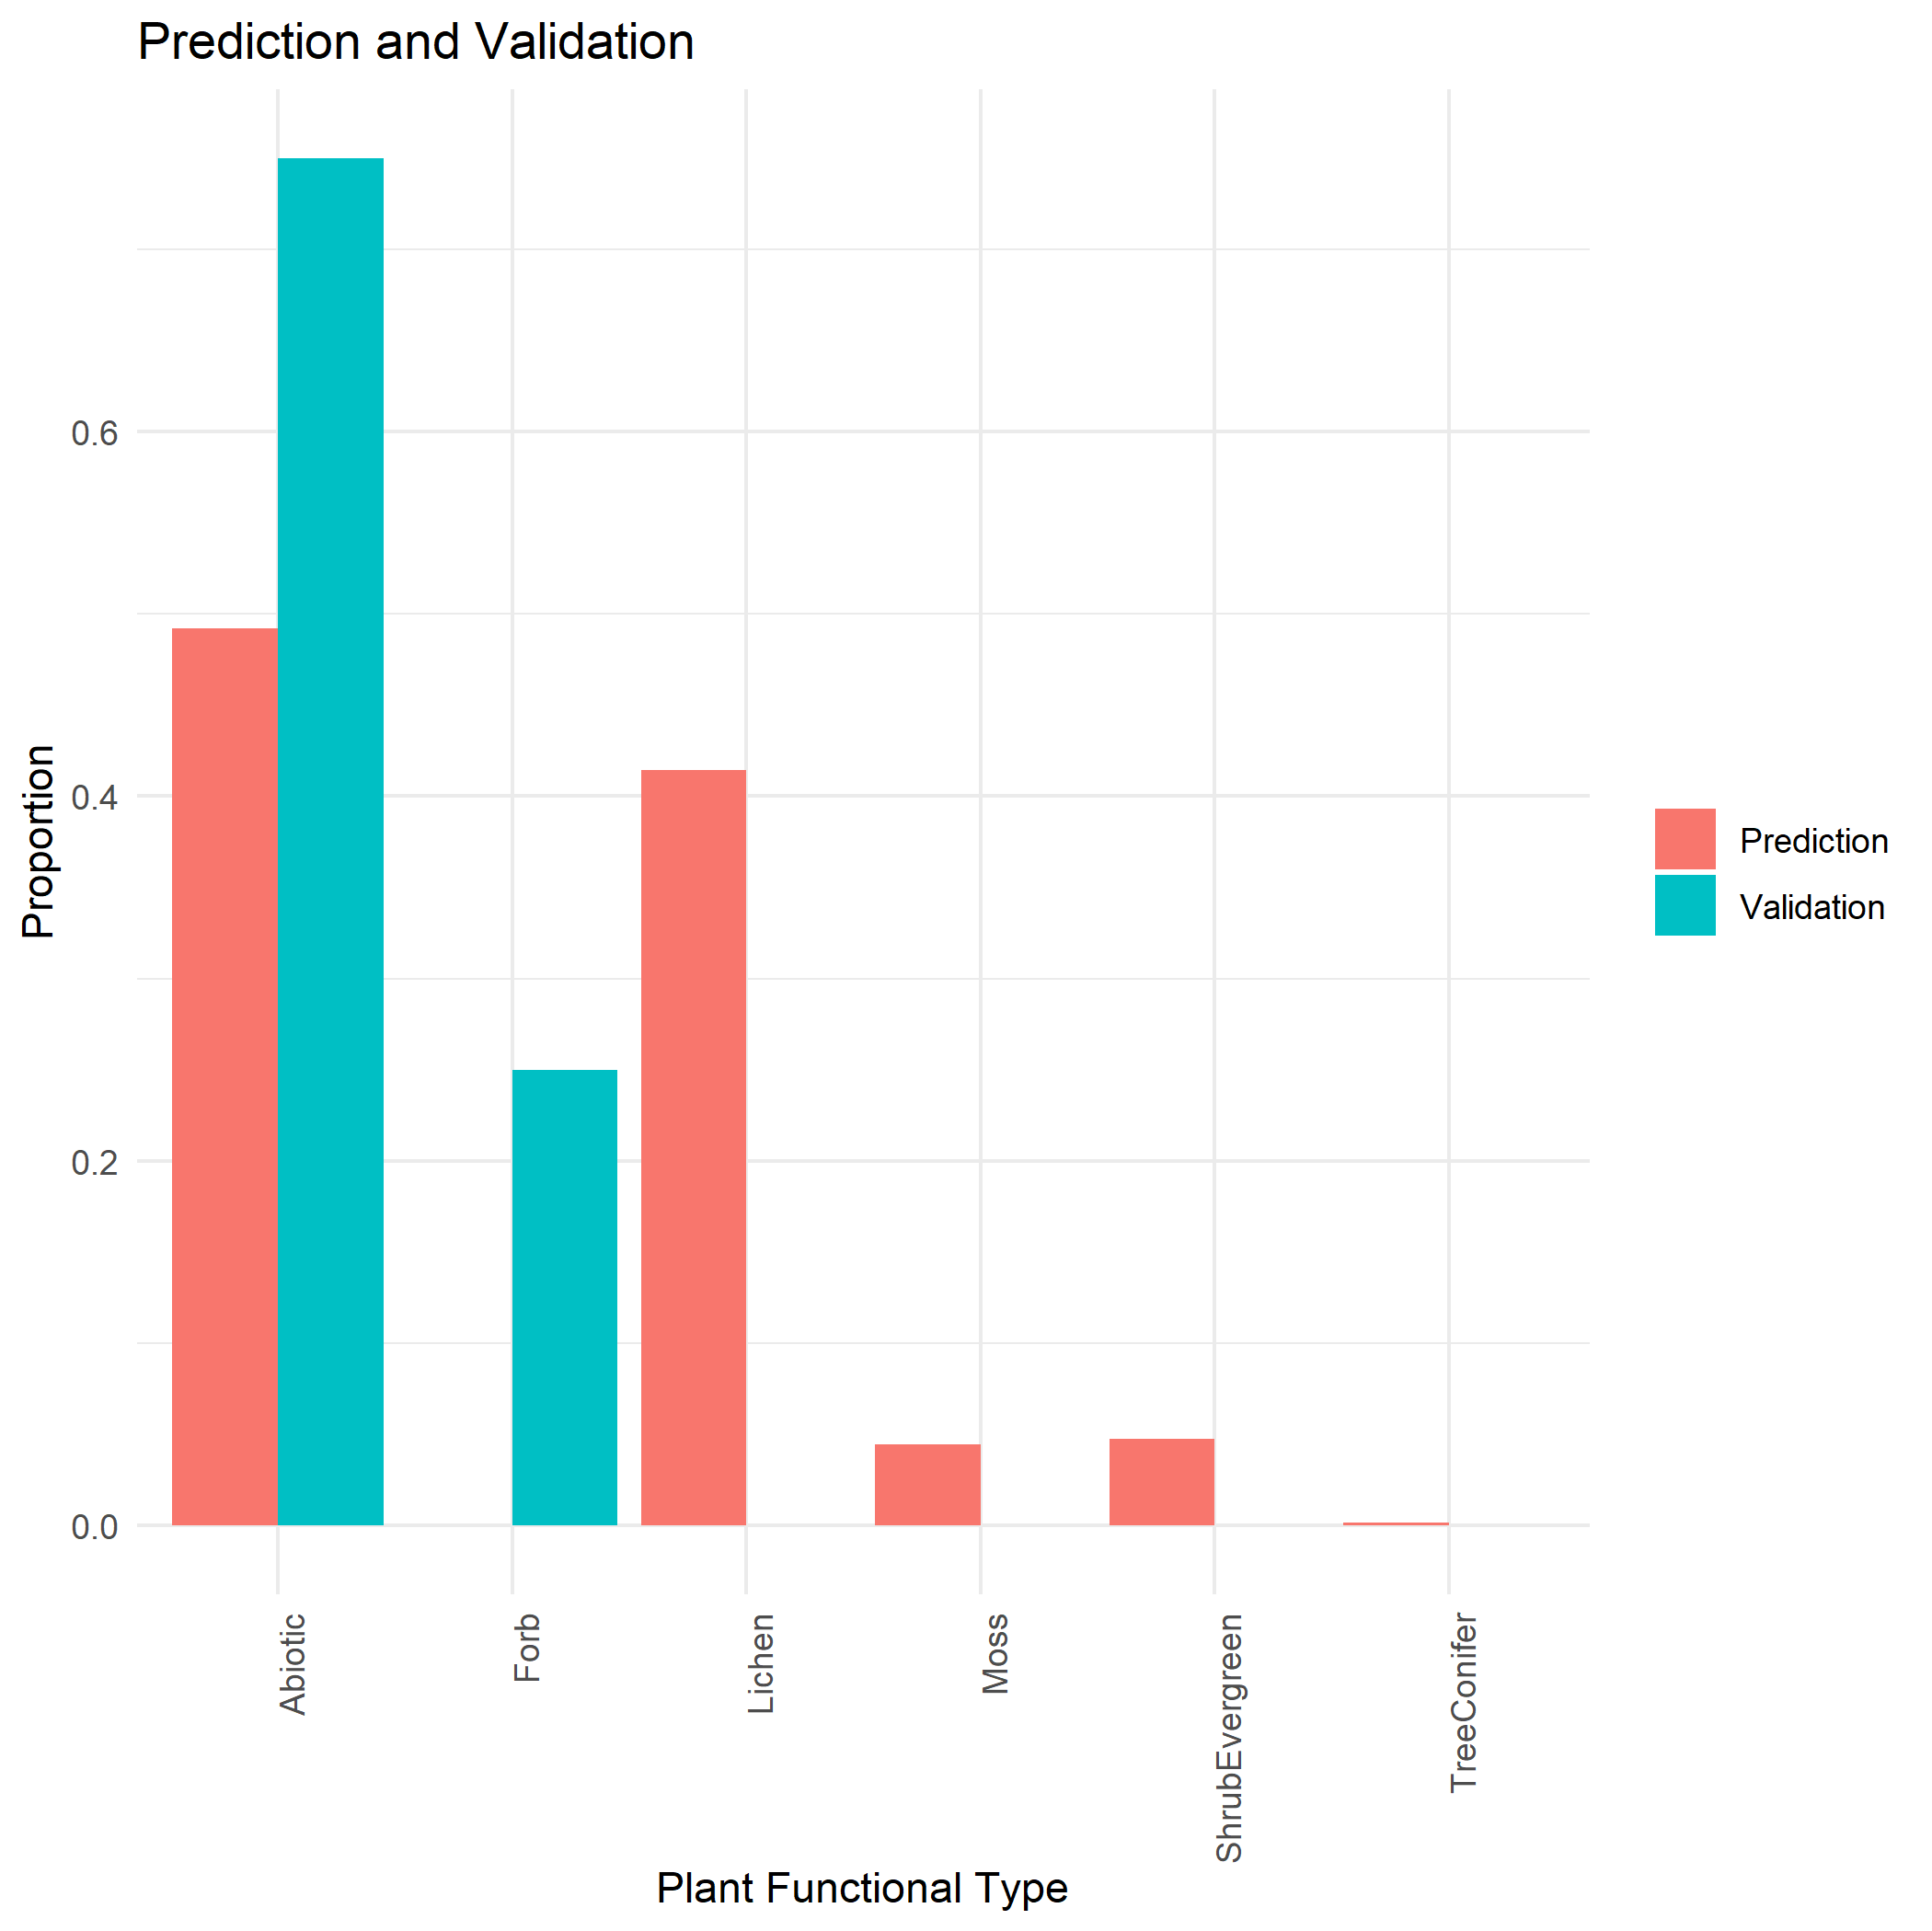 Prediction and Validation
Proportion
0.6
0.4
0.2
0.0
Abiotic
Forb
Lichen
Moss
ShrubEvergreen
TreeConifer
Plant Functional Type
Prediction
Validation